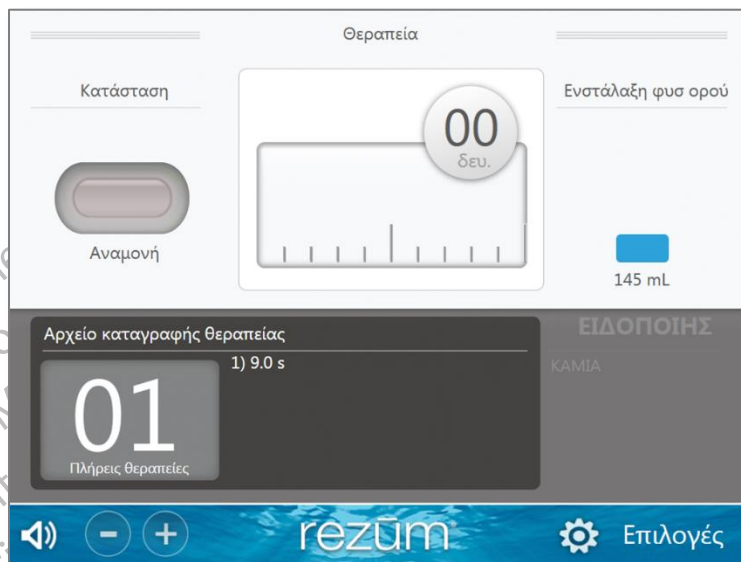 Θεραπεία
Κατάσταση
Αναμονή
00
δευ.
Ενστάλαξη φυσ ορού
145 mL
Αρχείο καταγραφής θεραπείας
01
Πλήρεις θεραπείες
1) 9.0 s
ΕΙΔΟΠΟΙΗΣ
ΚΑΜΙΑ
rezūm
Επιλογές